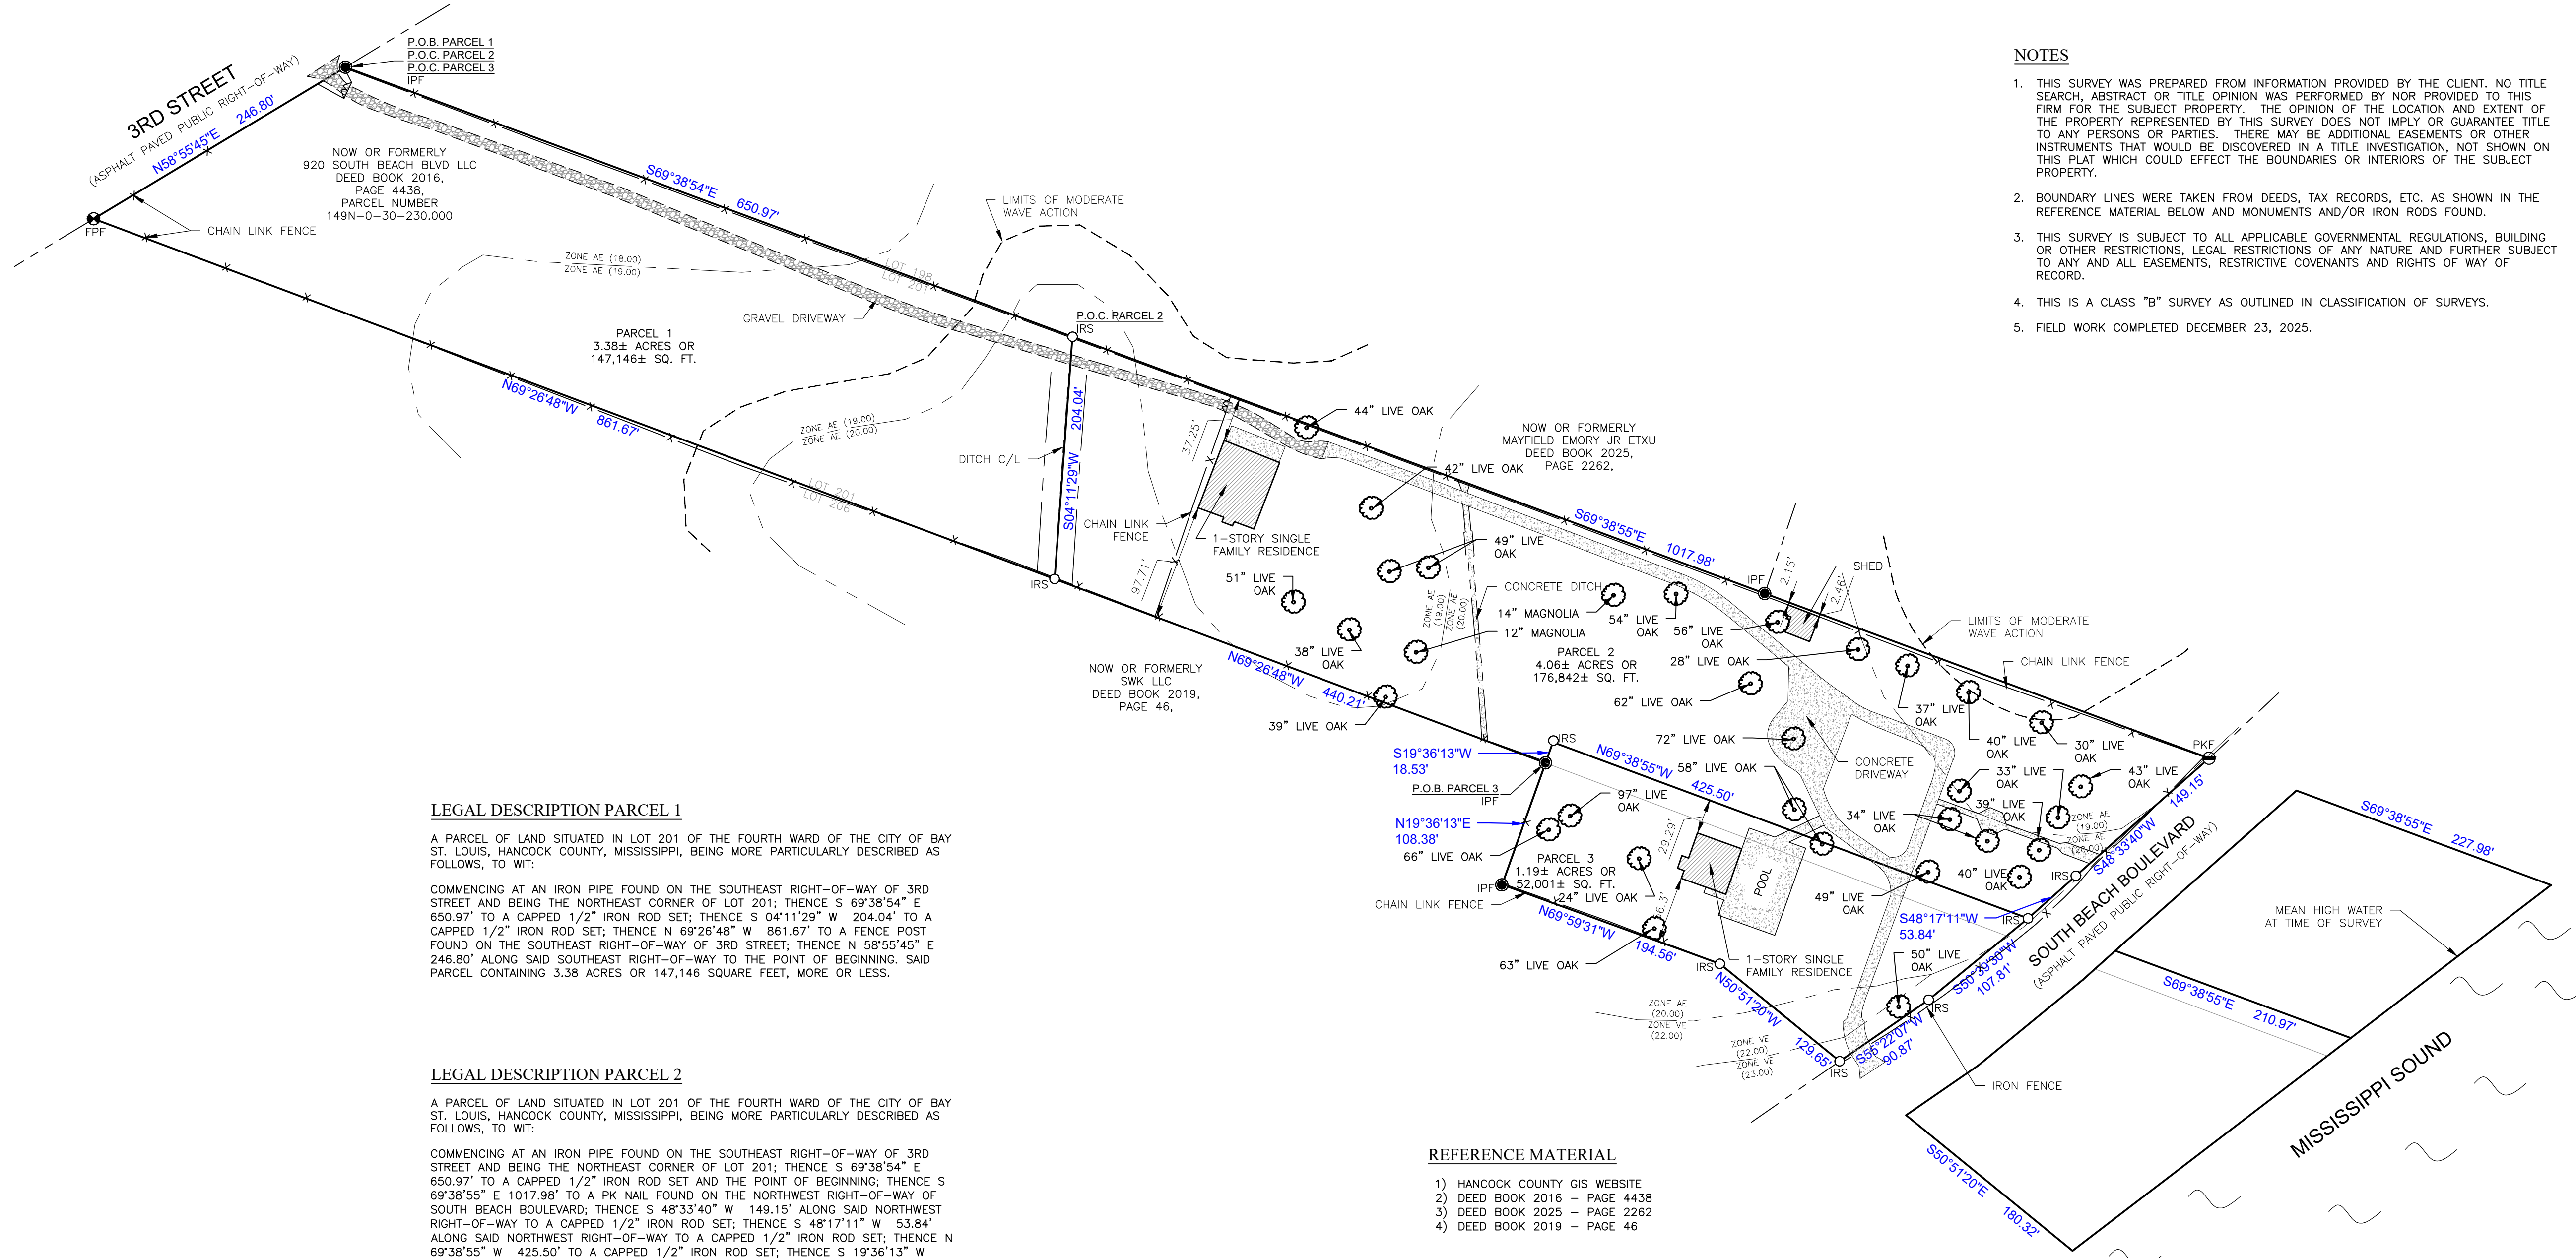 P.O.B. PARCEL 1
P.O.C. PARCEL 2
P.O.C. PARCEL 3
IPF
3RD STREET
(ASPHALT PAVED PUBLIC RIGHT-OF-WAY)
N58°55'45"E 246.80'
NOW OR FORMERLY
920 SOUTH BEACH BLVD LLC
DEED BOOK 2016,
PAGE 4438,
PARCEL NUMBER
149N-0-30-230.000
FPF
CHAIN LINK FENCE
S69°38'54"E 650.97'
LIMITS OF MODERATE
WAVE ACTION
ZONE AE (18.00)
ZONE AE (19.00)
LOT 198
LOT 201
GRAVEL DRIVEWAY
P.O.C. PARCEL 2
IRS
PARCEL 1
3.38± ACRES OR
147,146± SQ. FT.
N69°26'48"W 861.67'
ZONE AE (19.00)
ZONE AE (20.00)
LOT 201
LOT 206
DITCH C/L
S04°11'29"W 204.04'
IRS
37.25'
CHAIN LINK
FENCE
97.71'
1-STORY SINGLE
FAMILY RESIDENCE
44" LIVE OAK
NOW OR FORMERLY
MAYFIELD EMORY JR ETXU
DEED BOOK 2025,
PAGE 2262,
42" LIVE OAK
S69°38'55"E 1017.98'
49" LIVE
OAK
51" LIVE
OAK
CONCRETE DITCH
ZONE AE
(19.00)
ZONE AE
(20.00)
14" MAGNOLIA
12" MAGNOLIA
54" LIVE
OAK
56" LIVE
OAK
38" LIVE
OAK
IPF
2.15'
SHED
2.46'
LIMITS OF MODERATE
WAVE ACTION
CHAIN LINK FENCE
PARCEL 2
4.06± ACRES OR
176,842± SQ. FT.
28" LIVE OAK
62" LIVE OAK
NOW OR FORMERLY
SWK LLC
DEED BOOK 2019,
PAGE 46,
N69°26'48"W 440.21'
39" LIVE OAK
37" LIVE
OAK
40" LIVE
OAK
30" LIVE
OAK
PKF
72" LIVE OAK
S19°36'13"W
18.53'
IRS
N69°38'55"W 425.50'
CONCRETE
DRIVEWAY
58" LIVE OAK
33" LIVE
OAK
43" LIVE
OAK
149.15'
S48°33'40"W
P.O.B. PARCEL 3
IPF
97" LIVE
OAK
34" LIVE
OAK
39" LIVE
OAK
ZONE AE
(19.00)
ZONE AE
(20.00)
N19°36'13"E
108.38'
66" LIVE OAK
29.29'
PARCEL 3
1.19± ACRES OR
52,001± SQ. FT.
24" LIVE OAK
POOL
IPF
CHAIN LINK FENCE
N69°59'31"W 194.56'
63" LIVE OAK
IRS
1-STORY SINGLE
FAMILY RESIDENCE
49" LIVE
OAK
40" LIVE
OAK
IRS
S48°17'11"W
53.84'
IRS
SOUTH BEACH BOULEVARD
(ASPHALT PAVED PUBLIC RIGHT-OF-WAY)
50" LIVE
OAK
S50°39'30"W
107.81'
IRS
ZONE AE
(20.00)
ZONE VE
(22.00)
ZONE VE
(22.00)
ZONE VE
(23.00)
N50°51'20"W 129.65'
IRS
S55°22'07"W
90.87'
IRON FENCE
S69°38'55"E 227.98'
MEAN HIGH WATER
AT TIME OF SURVEY
S69°38'55"E 210.97'
MISSISSIPPI SOUND
S50°51'20"E 180.32'
NOTES
1. THIS SURVEY WAS PREPARED FROM INFORMATION PROVIDED BY THE CLIENT. NO TITLE
SEARCH, ABSTRACT OR TITLE OPINION WAS PERFORMED BY NOR PROVIDED TO THIS
FIRM FOR THE SUBJECT PROPERTY. THE OPINION OF THE LOCATION AND EXTENT OF
THE PROPERTY REPRESENTED BY THIS SURVEY DOES NOT IMPLY OR GUARANTEE TITLE
TO ANY PERSONS OR PARTIES. THERE MAY BE ADDITIONAL EASEMENTS OR OTHER
INSTRUMENTS THAT WOULD BE DISCOVERED IN A TITLE INVESTIGATION, NOT SHOWN ON
THIS PLAT WHICH COULD EFFECT THE BOUNDARIES OR INTERIORS OF THE SUBJECT
PROPERTY.
2. BOUNDARY LINES WERE TAKEN FROM DEEDS, TAX RECORDS, ETC. AS SHOWN IN THE
REFERENCE MATERIAL BELOW AND MONUMENTS AND/OR IRON RODS FOUND.
3. THIS SURVEY IS SUBJECT TO ALL APPLICABLE GOVERNMENTAL REGULATIONS, BUILDING
OR OTHER RESTRICTIONS, LEGAL RESTRICTIONS OF ANY NATURE AND FURTHER SUBJECT
TO ANY AND ALL EASEMENTS, RESTRICTIVE COVENANTS AND RIGHTS OF WAY OF
RECORD.
4. THIS IS A CLASS "B" SURVEY AS OUTLINED IN CLASSIFICATION OF SURVEYS.
5. FIELD WORK COMPLETED DECEMBER 23, 2025.
LEGAL DESCRIPTION PARCEL 1
A PARCEL OF LAND SITUATED IN LOT 201 OF THE FOURTH WARD OF THE CITY OF BAY
ST. LOUIS, HANCOCK COUNTY, MISSISSIPPI, BEING MORE PARTICULARLY DESCRIBED AS
FOLLOWS, TO WIT:
COMMENCING AT AN IRON PIPE FOUND ON THE SOUTHEAST RIGHT-OF-WAY OF 3RD
STREET AND BEING THE NORTHEAST CORNER OF LOT 201; THENCE S 69°38'54" E
650.97' TO A CAPPED 1/2" IRON ROD SET; THENCE S 04°11'29" W 204.04' TO A
CAPPED 1/2" IRON ROD SET; THENCE N 69°26'48" W 861.67' TO A FENCE POST
FOUND ON THE SOUTHEAST RIGHT-OF-WAY OF 3RD STREET; THENCE N 58°55'45" E
246.80' ALONG SAID SOUTHEAST RIGHT-OF-WAY TO THE POINT OF BEGINNING. SAID
PARCEL CONTAINING 3.38 ACRES OR 147,146 SQUARE FEET, MORE OR LESS.
LEGAL DESCRIPTION PARCEL 2
A PARCEL OF LAND SITUATED IN LOT 201 OF THE FOURTH WARD OF THE CITY OF BAY
ST. LOUIS, HANCOCK COUNTY, MISSISSIPPI, BEING MORE PARTICULARLY DESCRIBED AS
FOLLOWS, TO WIT:
COMMENCING AT AN IRON PIPE FOUND ON THE SOUTHEAST RIGHT-OF-WAY OF 3RD
STREET AND BEING THE NORTHEAST CORNER OF LOT 201; THENCE S 69°38'54" E
650.97' TO A CAPPED 1/2" IRON ROD SET AND THE POINT OF BEGINNING; THENCE S
69°38'55" E 1017.98' TO A PK NAIL FOUND ON THE NORTHWEST RIGHT-OF-WAY OF
SOUTH BEACH BOULEVARD; THENCE S 48°33'40" W 149.15' ALONG SAID NORTHWEST
RIGHT-OF-WAY TO A CAPPED 1/2" IRON ROD SET; THENCE S 48°17'11" W 53.84'
ALONG SAID NORTHWEST RIGHT-OF-WAY TO A CAPPED 1/2" IRON ROD SET; THENCE N
69°38'55" W 425.50' TO A CAPPED 1/2" IRON ROD SET; THENCE S 19°36'13" W
REFERENCE MATERIAL
1) HANCOCK COUNTY GIS WEBSITE
2) DEED BOOK 2016 - PAGE 4438
3) DEED BOOK 2025 - PAGE 2262
4) DEED BOOK 2019 - PAGE 46